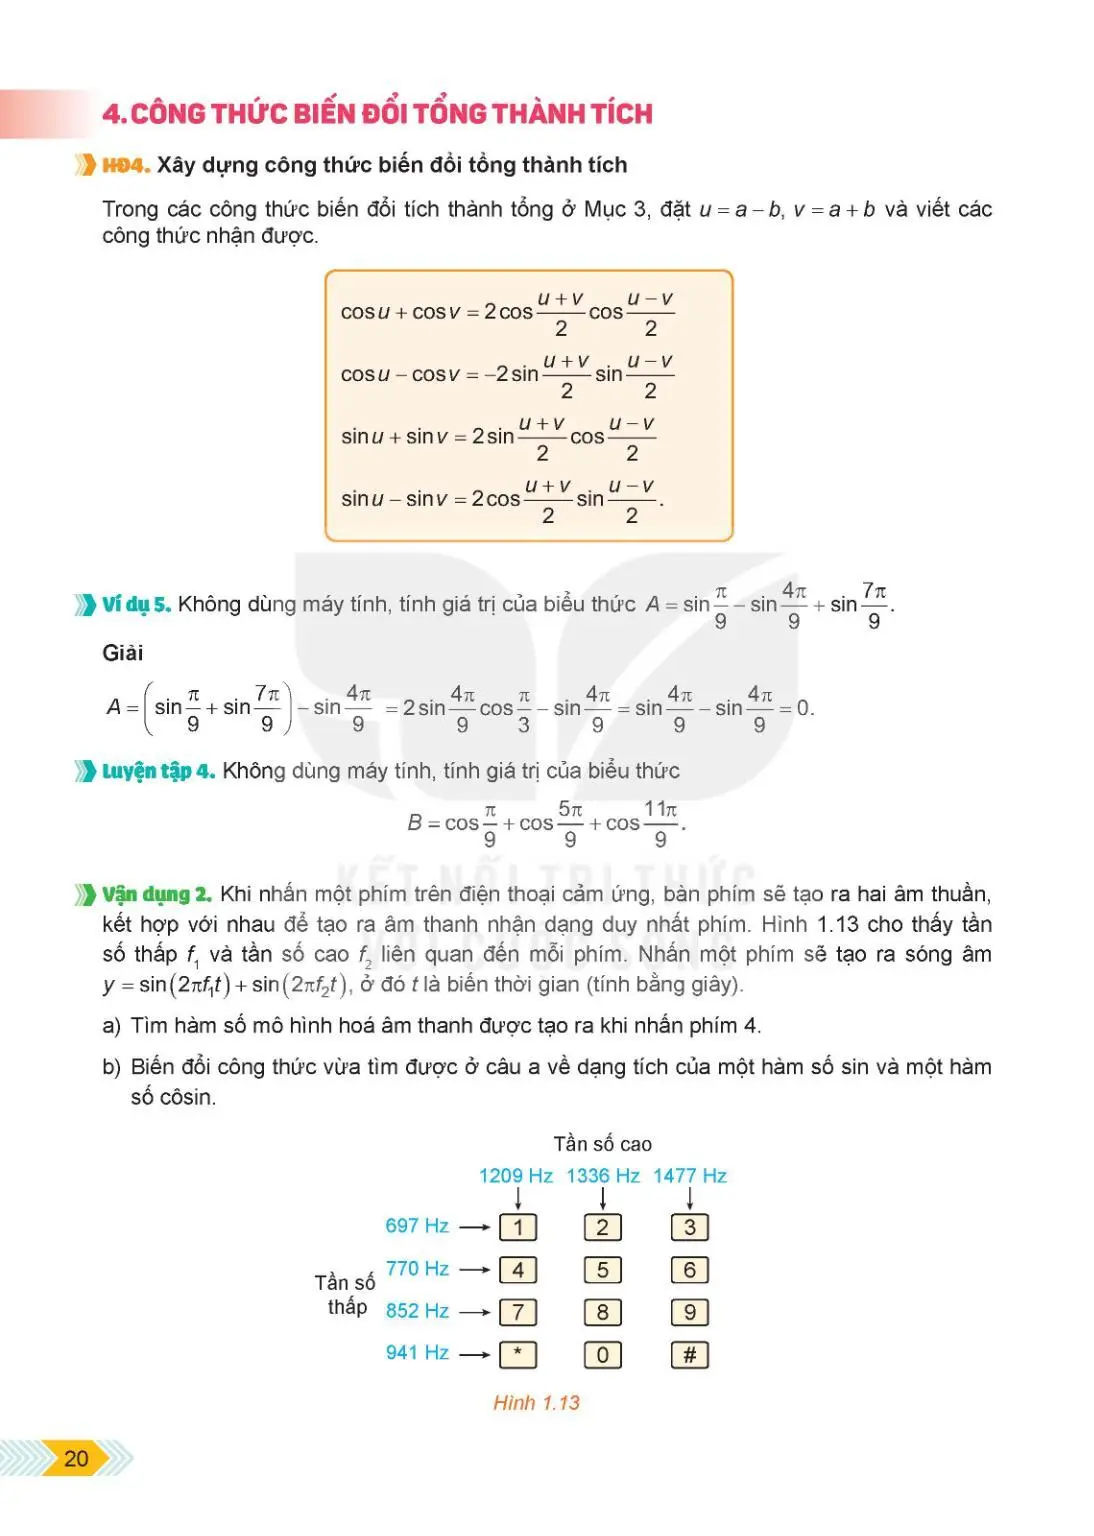 4. CÔNG THỨC BIẾN ĐỔI TỔNG THÀNH TÍCH
HĐ4. Xây dựng công thức biến đổi tổng thành tích
Trong các công thức biến đổi tích thành tổng ở Mục 3, đặt u = a − b, v = a + b và viết các
công thức nhận được.
cos u + cos v = 2cos (u + v)/2 cos (u − v)/2
cos u − cos v = −2sin (u + v)/2 sin (u − v)/2
sin u + sin v = 2sin (u + v)/2 cos (u − v)/2
sin u − sin v = 2cos (u + v)/2 sin (u − v)/2.
Ví dụ 5. Không dùng máy tính, tính giá trị của biểu thức A = sin π/9 − sin 4π/9 + sin 7π/9.
Giải
A = (sin π/9 + sin 7π/9) − sin 4π/9 = 2sin 4π/9 cos π/3 − sin 4π/9 = sin 4π/9 − sin 4π/9 = 0.
Luyện tập 4. Không dùng máy tính, tính giá trị của biểu thức
B = cos π/9 + cos 5π/9 + cos 11π/9.
KẾT NỐI TRI THỨC
VỚI CUỘC SỐNG
Vận dụng 2. Khi nhấn một phím trên điện thoại cảm ứng, bàn phím sẽ tạo ra hai âm thuần,
kết hợp với nhau để tạo ra âm thanh nhận dạng duy nhất phím. Hình 1.13 cho thấy tần
số thấp f₁ và tần số cao f₂ liên quan đến mỗi phím. Nhấn một phím sẽ tạo ra sóng âm
y = sin(2πf₁t) + sin(2πf₂t), ở đó t là biến thời gian (tính bằng giây).
a) Tìm hàm số mô hình hoá âm thanh được tạo ra khi nhấn phím 4.
b) Biến đổi công thức vừa tìm được ở câu a về dạng tích của một hàm số sin và một hàm
số côsin.
Tần số cao
1209 Hz 1336 Hz 1477 Hz
697 Hz 1 2 3
770 Hz 4 5 6
Tần số
thấp
852 Hz 7 8 9
941 Hz * 0 #
Hình 1.13
20